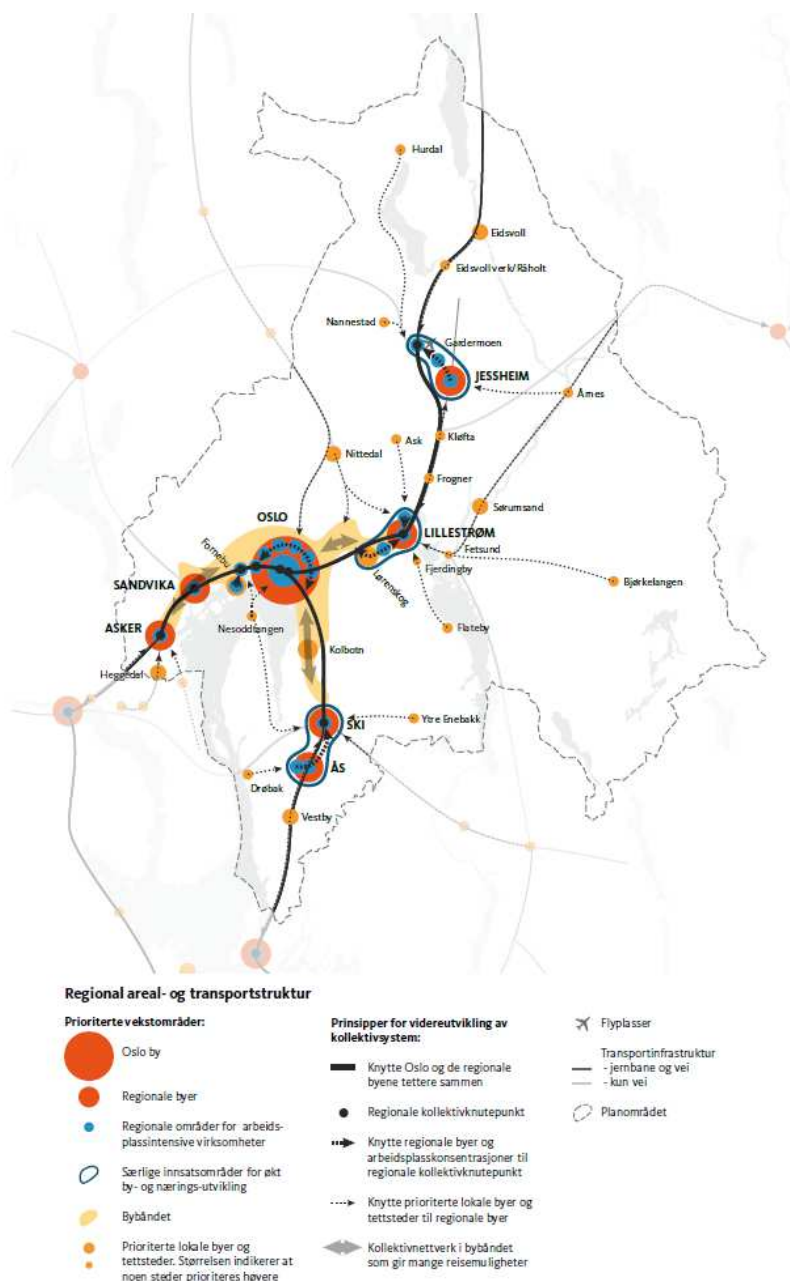 Hurdal
Eidsvoll
Eidsvoll verk/Råholt
Nannestad
Gardermoen
JESSHEIM
Årnes
Ask
Kløfta
Nittedal
Frogner
Sørumsand
OSLO
LILLESTRØM
Fetsund
Fornebu
Lørenskog
Fjerdingby
Bjørkelangen
SANDVIKA
ASKER
Nesoddtangen
Flateby
Kolbotn
Heggedal
SKI
Ytre Enebakk
ÅS
Drøbak
Vestby
Regional areal- og transportstruktur
Prioriterte vekstområder:
Oslo by
Regionale byer
Regionale områder for arbeids-
plassintensive virksomheter
Særlige innsatsområder for økt
by- og nærings-utvikling
Bybåndet
Prioriterte lokale byer og
tettsteder. Størrelsen indikerer at
noen steder prioriteres høyere
Prinsipper for videreutvikling av
kollektivsystem:
Knytte Oslo og de regionale
byene tettere sammen
Regionale kollektivknutepunkt
Knytte regionale byer og
arbeidsplasskonsentrasjoner til
regionale kollektivknutepunkt
Knytte prioriterte lokale byer og
tettsteder til regionale byer
Kollektivnettverk i bybåndet
som gir mange reisemuligheter
Flyplasser
Transportinfrastruktur
- jernbane og vei
- kun vei
Planområdet